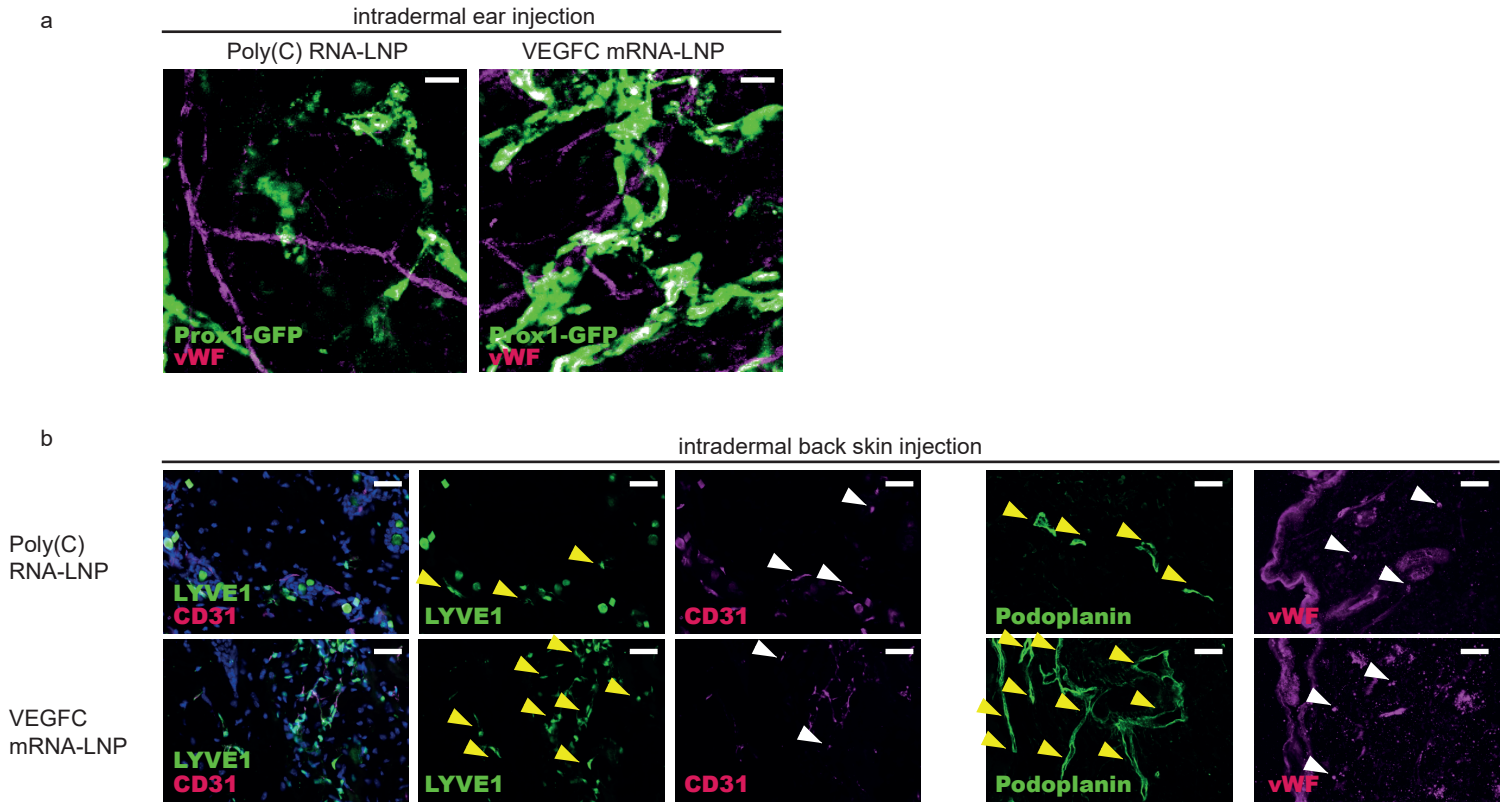 a
intradermal ear injection
Poly(C) RNA-LNP
VEGFC mRNA-LNP
Prox1-GFP
vWF
Prox1-GFP
vWF
b
intradermal back skin injection
Poly(C)
RNA-LNP
LYVE1
CD31
LYVE1
CD31
Podoplanin
vWF
VEGFC
mRNA-LNP
LYVE1
CD31
LYVE1
CD31
Podoplanin
vWF